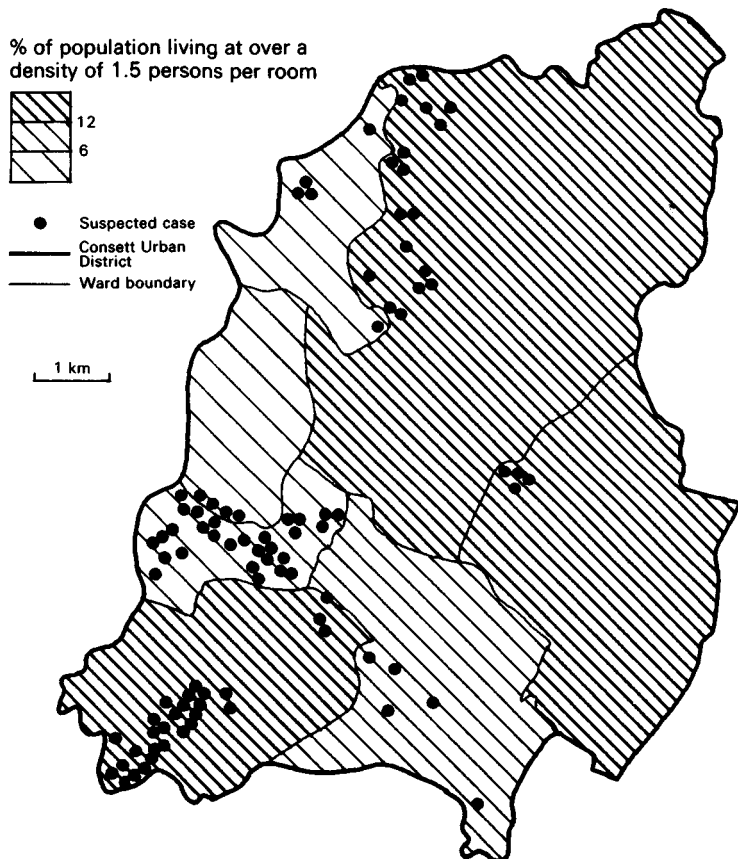 % of population living at over a
density of 1.5 persons per room
12
6
Suspected case
Consett Urban
District
Ward boundary
1 km